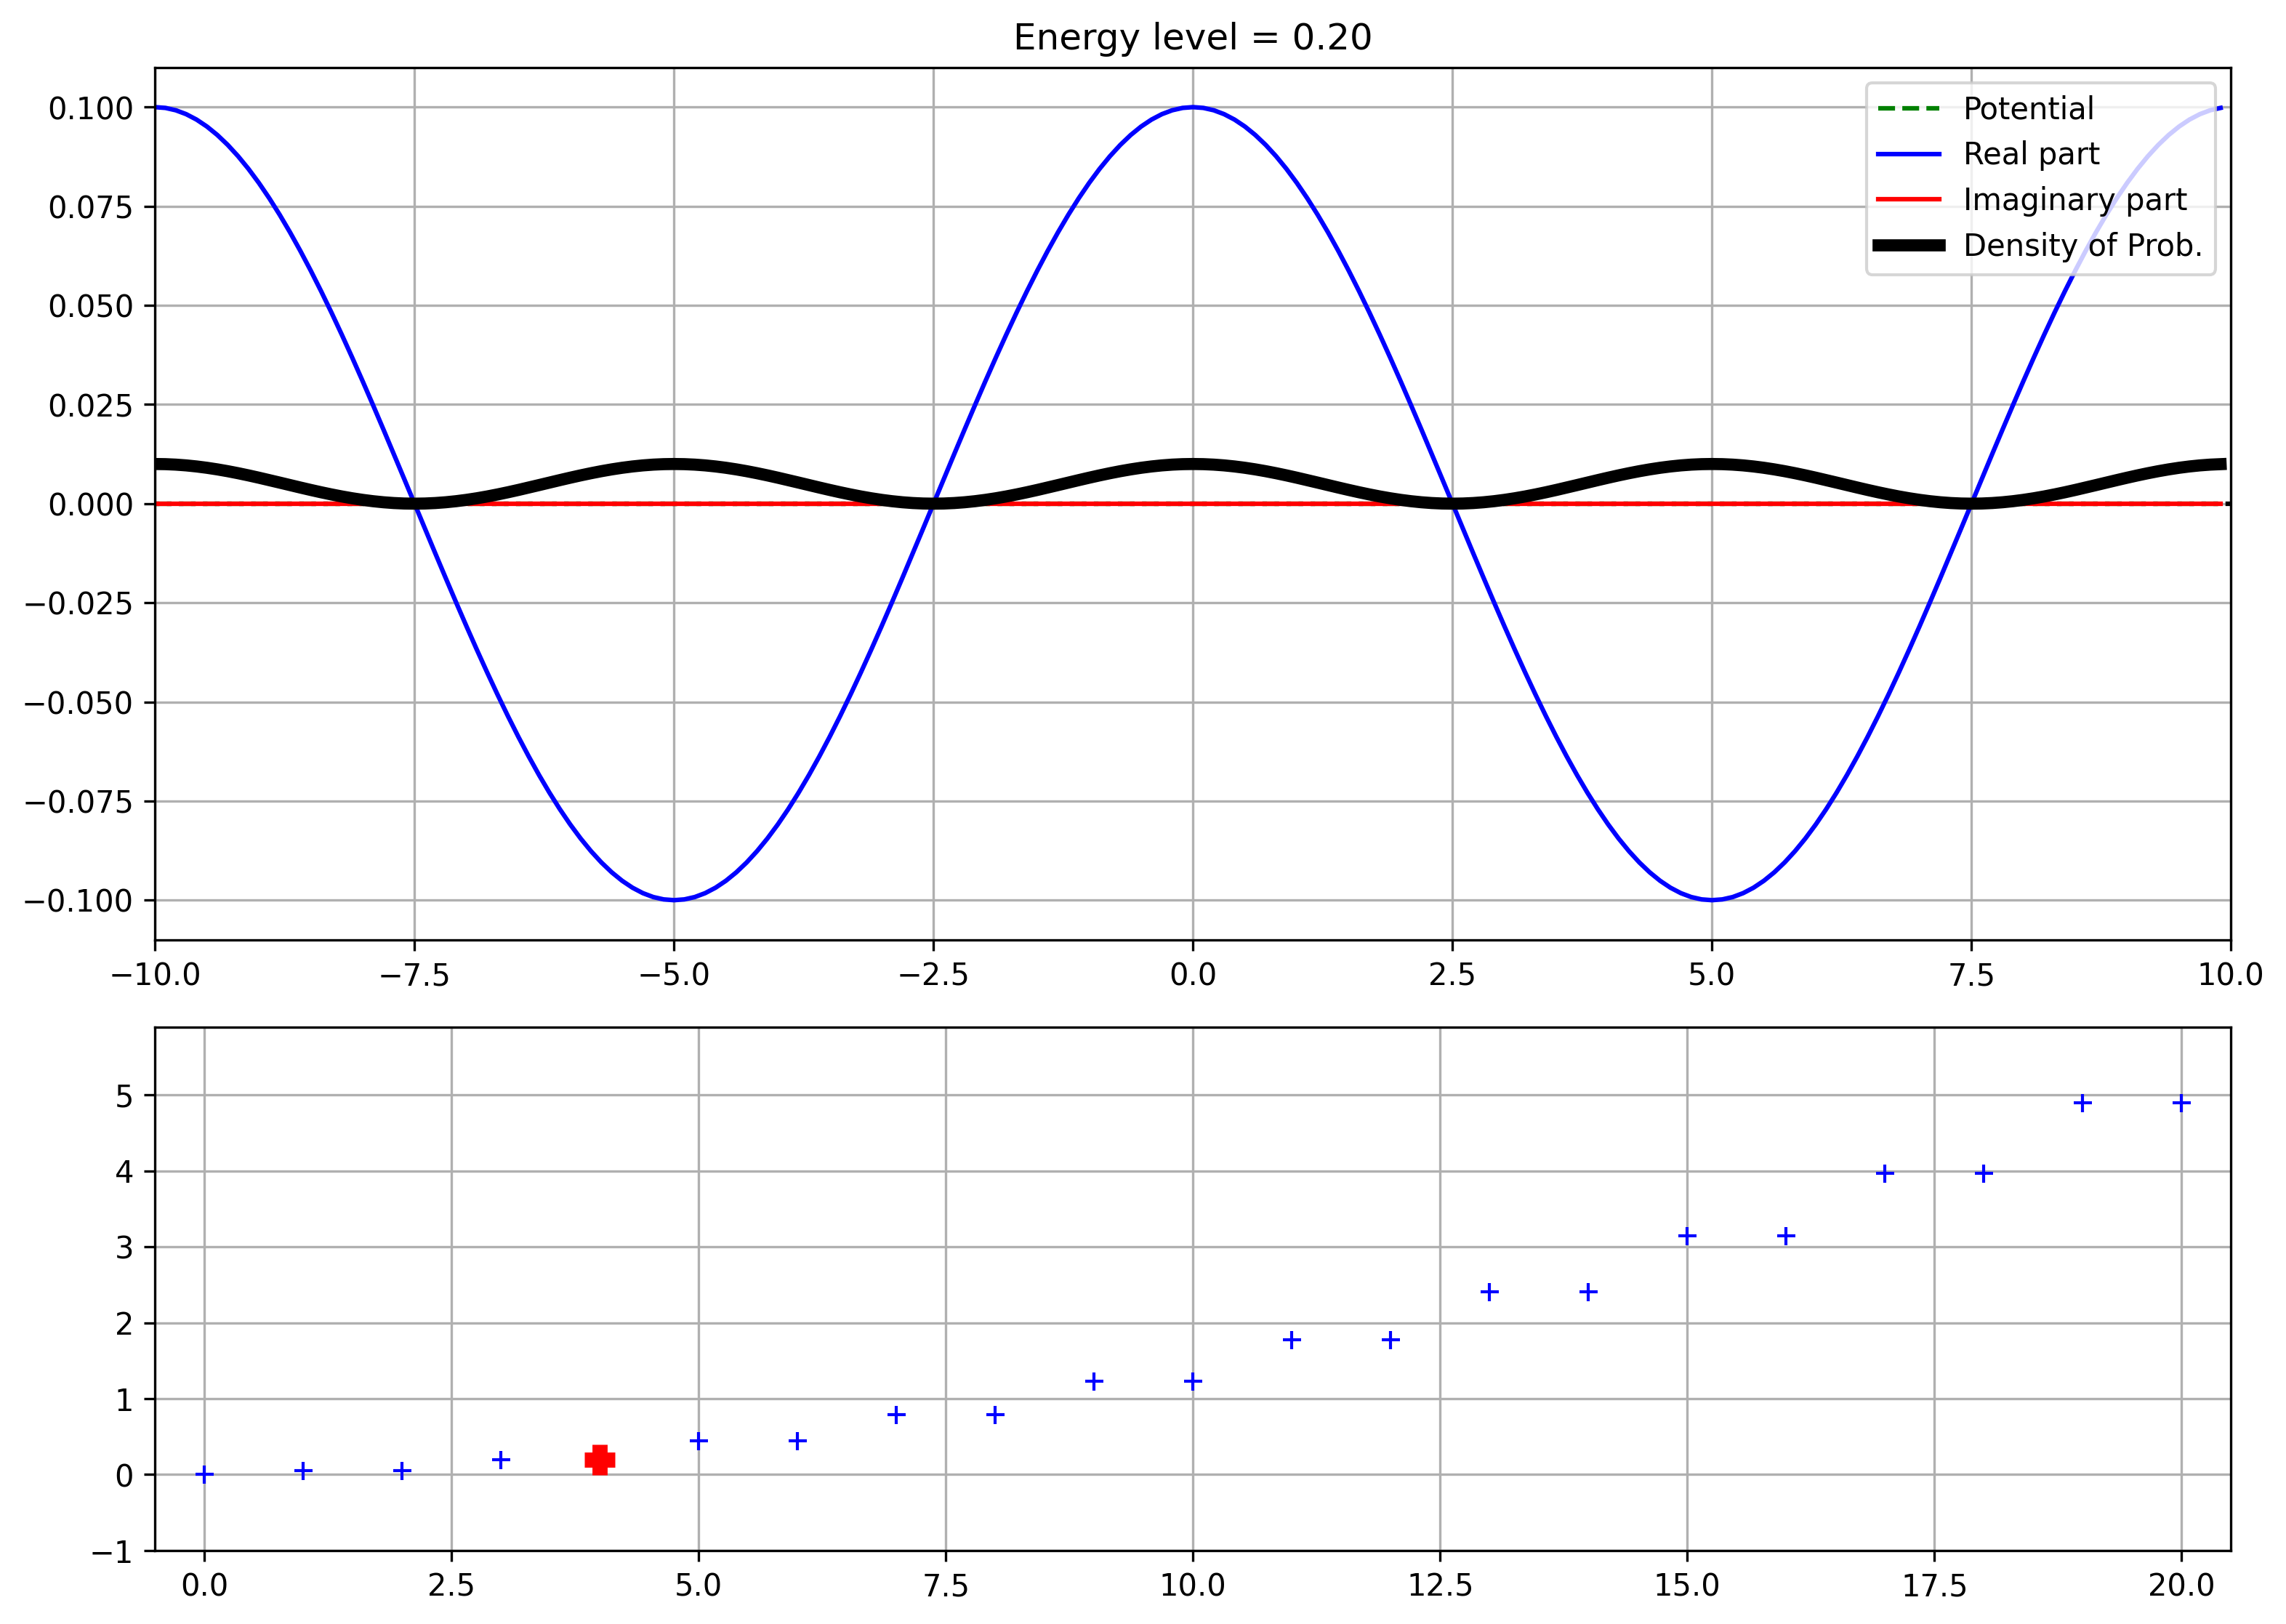 Energy level = 0.20
0.100
0.075
0.050
0.025
0.000
−0.025
−0.050
−0.075
−0.100
Potential
Real part
Imaginary part
Density of Prob.
−10.0 −7.5 −5.0 −2.5 0.0 2.5 5.0 7.5 10.0
5
4
3
2
1
0
−1
0.0 2.5 5.0 7.5 10.0 12.5 15.0 17.5 20.0